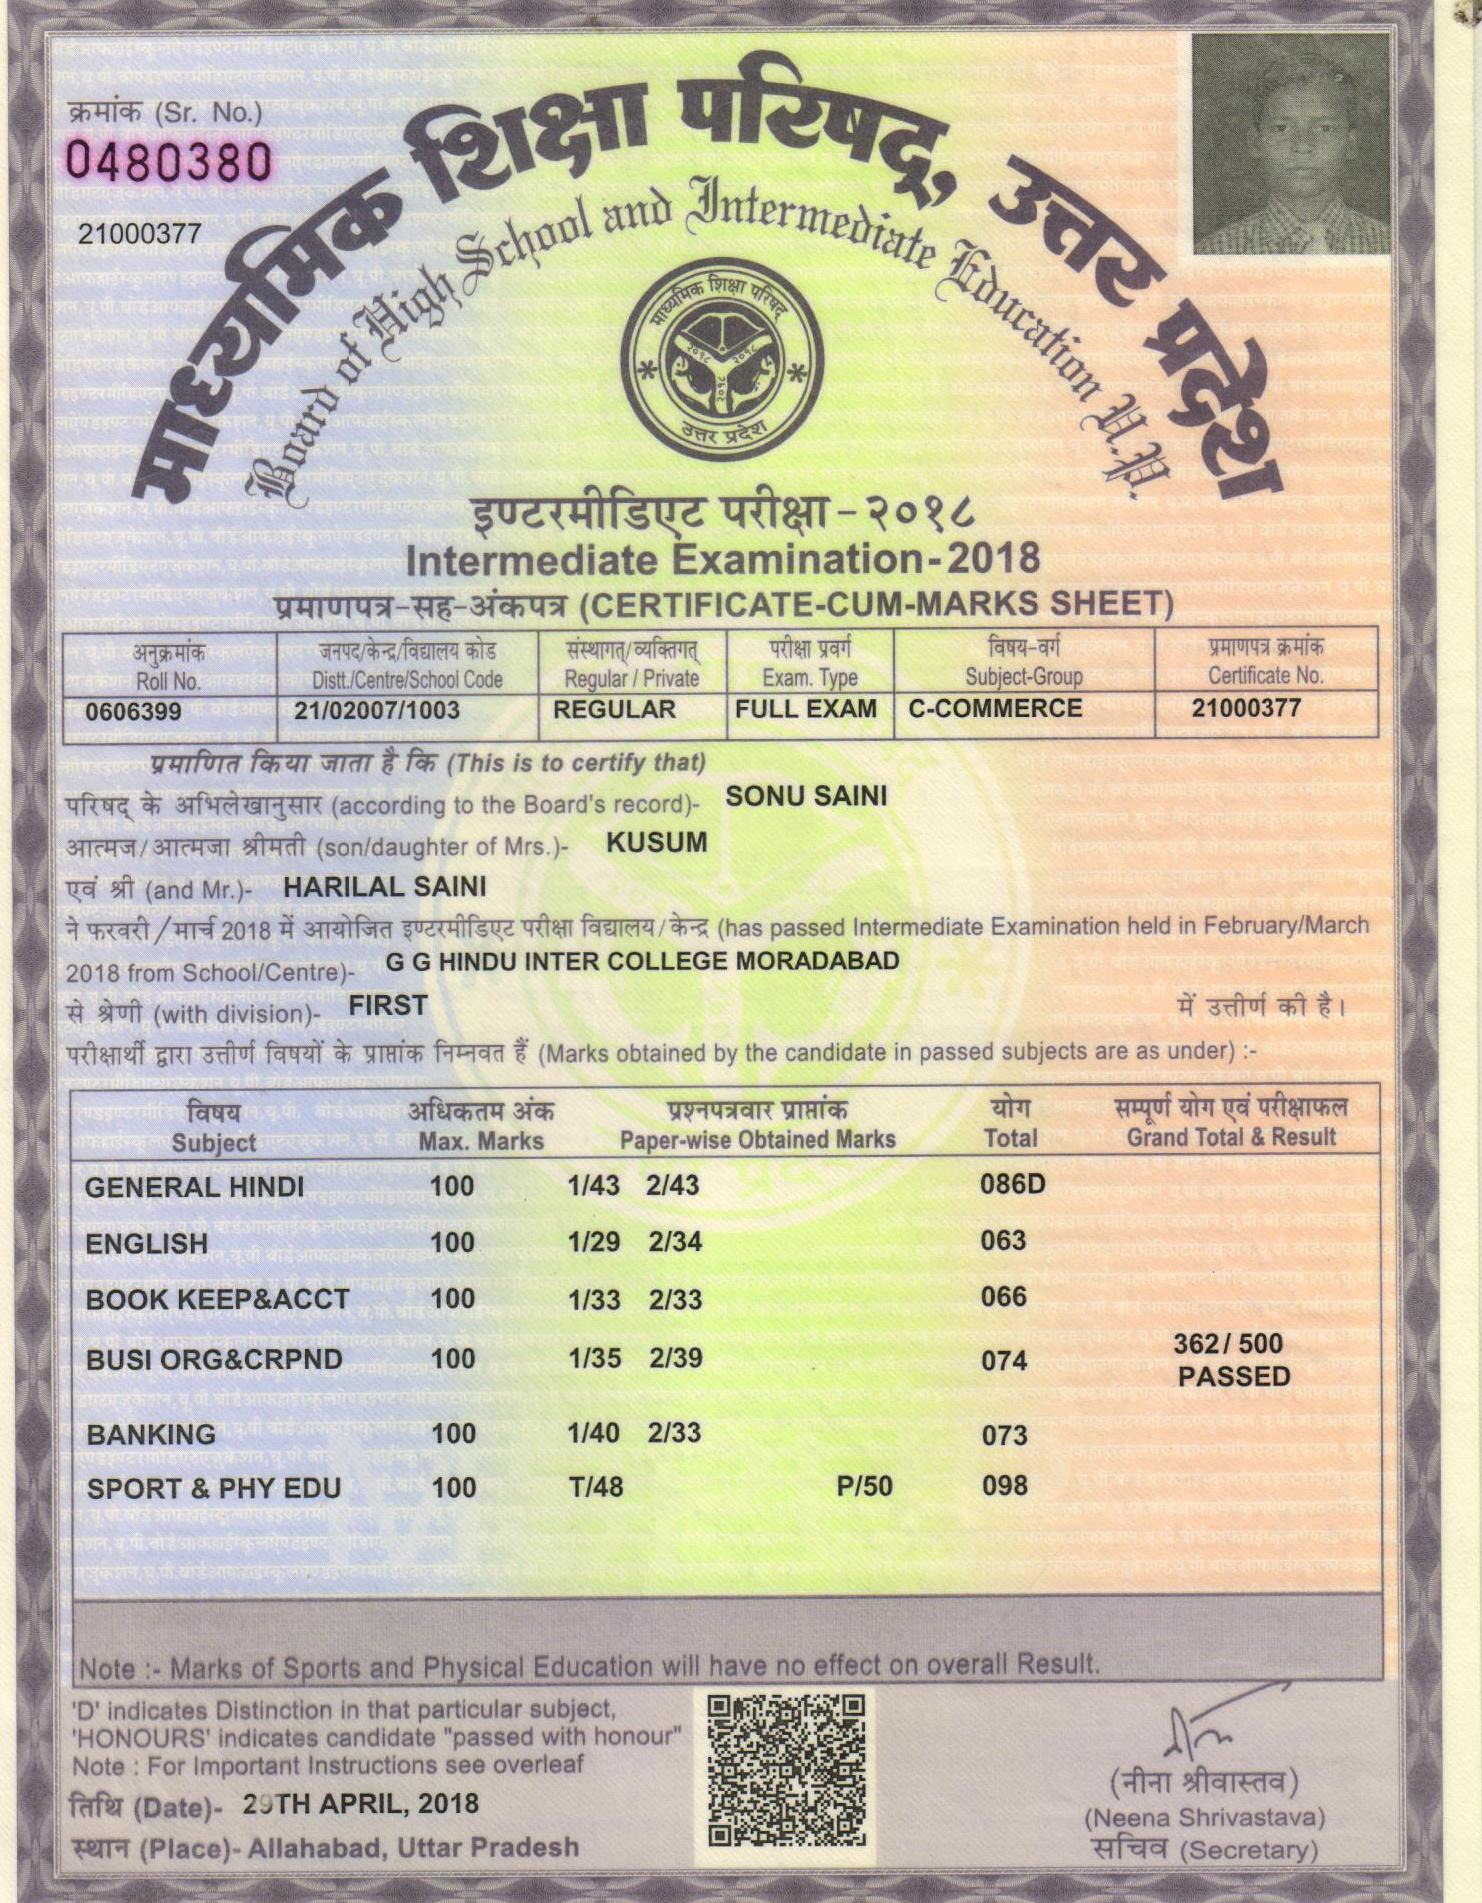 क्रमांक (Sr. No.)
0480380
21000377
माध्यमिक शिक्षा परिषद्, उत्तर प्रदेश
Board of High School and Intermediate Education U.P.
माध्यमिक शिक्षा परिषद
२०१८ २०१८
२०१८
उत्तर प्रदेश
इण्टरमीडिएट परीक्षा - २०१८
Intermediate Examination-2018
प्रमाणपत्र-सह-अंकपत्र (CERTIFICATE-CUM-MARKS SHEET)
अनुक्रमांक जनपद/केन्द्र/विद्यालय कोड संस्थागत्/व्यक्तिगत् परीक्षा प्रवर्ग विषय-वर्ग प्रमाणपत्र क्रमांक
Roll No. Distt./Centre/School Code Regular / Private Exam. Type Subject-Group Certificate No.
0606399 21/02007/1003 REGULAR FULL EXAM C-COMMERCE 21000377
प्रमाणित किया जाता है कि (This is to certify that)
परिषद् के अभिलेखानुसार (according to the Board's record)- SONU SAINI
आत्मज/आत्मजा श्रीमती (son/daughter of Mrs.)- KUSUM
एवं श्री (and Mr.)- HARILAL SAINI
ने फरवरी/मार्च 2018 में आयोजित इण्टरमीडिएट परीक्षा विद्यालय/केन्द्र (has passed Intermediate Examination held in February/March
2018 from School/Centre)- G G HINDU INTER COLLEGE MORADABAD
से श्रेणी (with division)- FIRST में उत्तीर्ण की है।
परीक्षार्थी द्वारा उत्तीर्ण विषयों के प्राप्तांक निम्नवत हैं (Marks obtained by the candidate in passed subjects are as under) :-
विषय अधिकतम अंक प्रश्नपत्रवार प्राप्तांक योग सम्पूर्ण योग एवं परीक्षाफल
Subject Max. Marks Paper-wise Obtained Marks Total Grand Total & Result
GENERAL HINDI 100 1/43 2/43 086D
ENGLISH 100 1/29 2/34 063
BOOK KEEP&ACCT 100 1/33 2/33 066
BUSI ORG&CRPND 100 1/35 2/39 074 362/ 500
PASSED
BANKING 100 1/40 2/33 073
SPORT & PHY EDU 100 T/48 P/50 098
Note :- Marks of Sports and Physical Education will have no effect on overall Result.
'D' indicates Distinction in that particular subject,
'HONOURS' indicates candidate "passed with honour"
Note : For Important Instructions see overleaf
तिथि (Date)- 29TH APRIL, 2018
स्थान (Place)- Allahabad, Uttar Pradesh
(नीना श्रीवास्तव)
(Neena Shrivastava)
सचिव (Secretary)